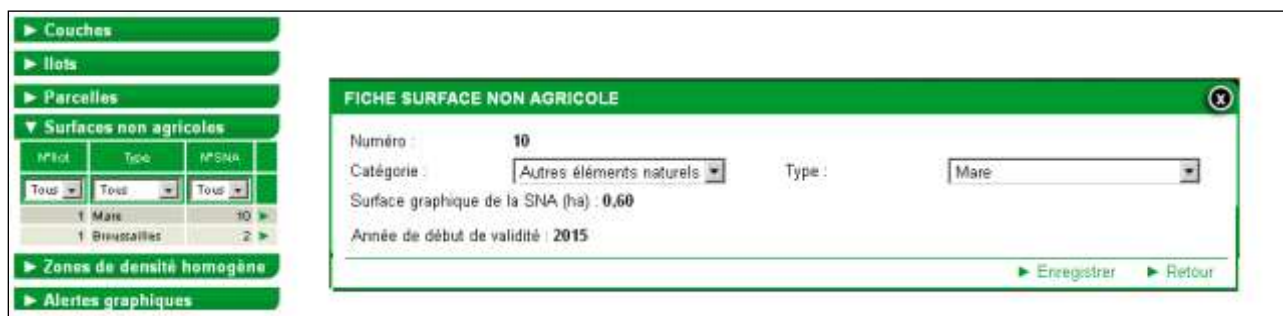 Couches
Ilots
Parcelles
Surfaces non agricoles
N°Ilot Type N°SNA
Tous Tous Tous
1 Mare 10
1 Broussailles 2
Zones de densité homogène
Alertes graphiques
FICHE SURFACE NON AGRICOLE X
Numéro : 10
Catégorie : Autres éléments naturels Type : Mare
Surface graphique de la SNA (ha) : 0,60
Année de début de validité : 2015
Enregistrer Retour